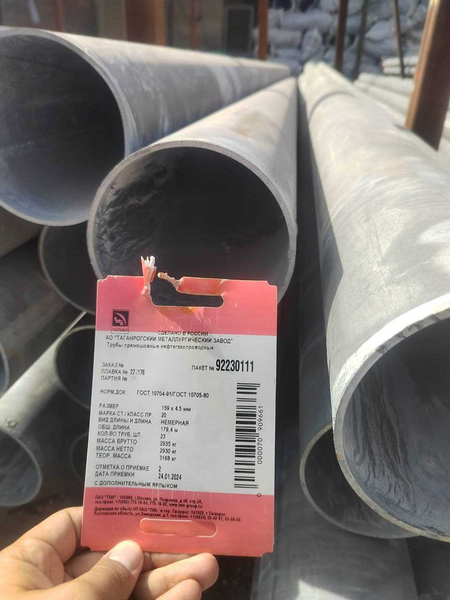 ТАГМЕТ
СДЕЛАНО В РОССИИ
АО "ТАГАНРОГСКИЙ МЕТАЛЛУРГИЧЕСКИЙ ЗАВОД"
Трубы прямошовные нефтегазопроводные
ЗАКАЗ № ПАКЕТ № 92230111
ПЛАВКА №
ПАРТИЯ №
НОРМ.ДОК ГОСТ 10704-91/ГОСТ 10705-80
РАЗМЕР 159 x 4.5 мм
МАРКА СТ / КЛАСС ПР 20
ВИД ДЛИНЫ И ДЛИНА НЕМЕРНАЯ
ОБЩ. ДЛИНА 179,4 м
КОЛ-ВО ТРУБ, ШТ 23
МАССА БРУТТО 2935 кг
МАССА НЕТТО 2930 кг
ТЕОР. МАССА 3168 кг
ОТМЕТКА О ПРИЕМКЕ 2
ДАТА ПРИЕМКИ 24.01.2024
С ДОПОЛНИТЕЛЬНЫМ ЯРЛЫКОМ
0000070909661